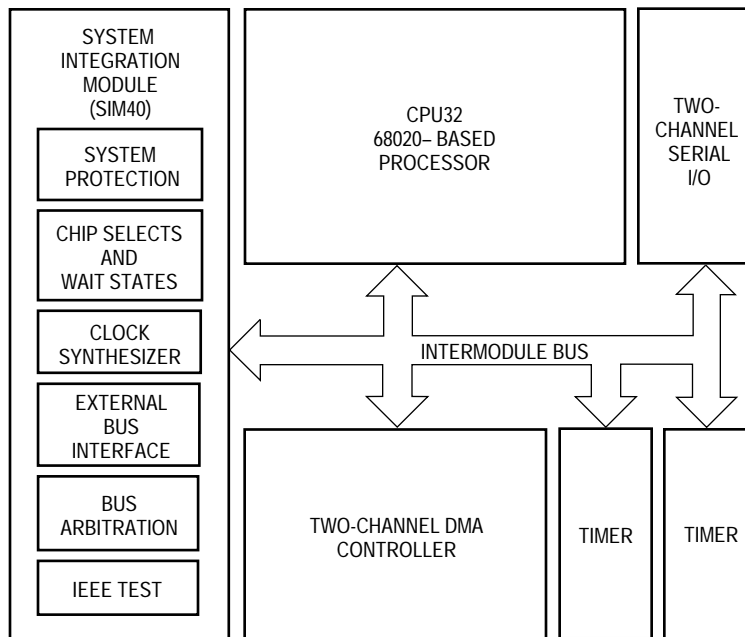 SYSTEM
INTEGRATION
MODULE
(SIM40)
SYSTEM
PROTECTION
CHIP SELECTS
AND
WAIT STATES
CLOCK
SYNTHESIZER
EXTERNAL
BUS
INTERFACE
BUS
ARBITRATION
IEEE TEST
CPU32
68020– BASED
PROCESSOR
TWO-
CHANNEL
SERIAL
I/O
INTERMODULE BUS
TWO-CHANNEL DMA
CONTROLLER
TIMER
TIMER